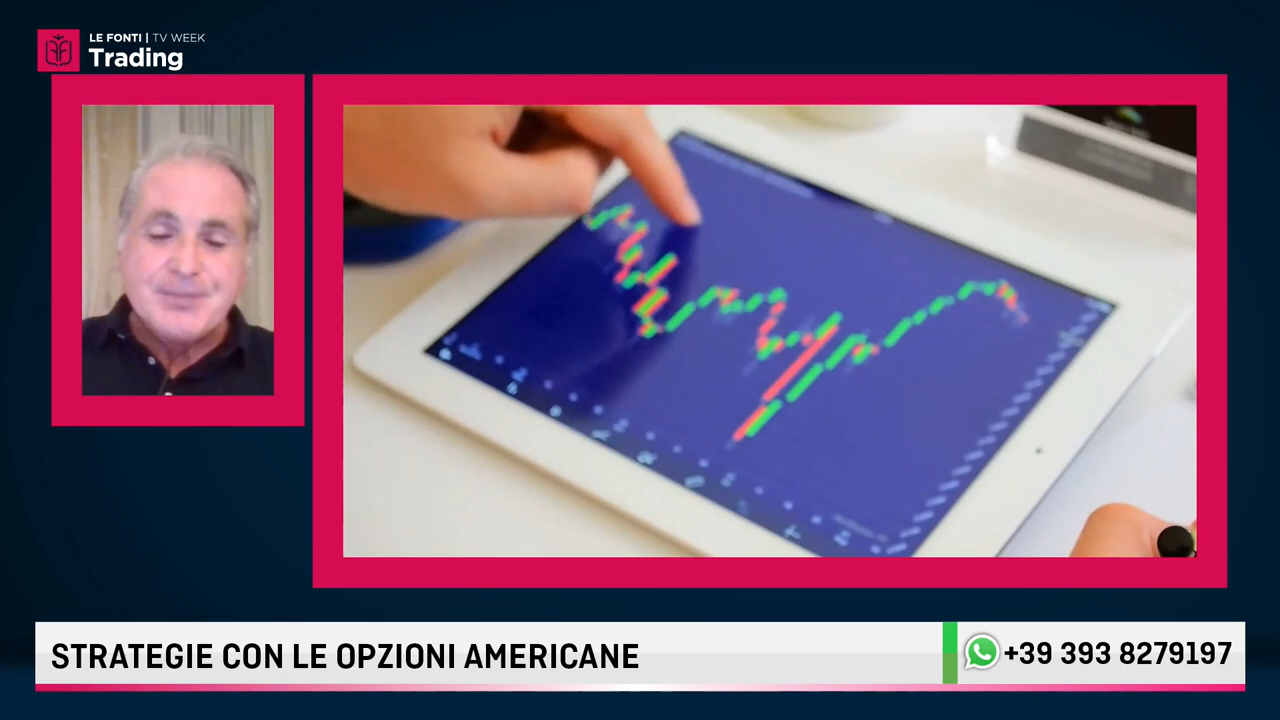 LE FONTI | TV WEEK
Trading
STRATEGIE CON LE OPZIONI AMERICANE
+39 393 8279197